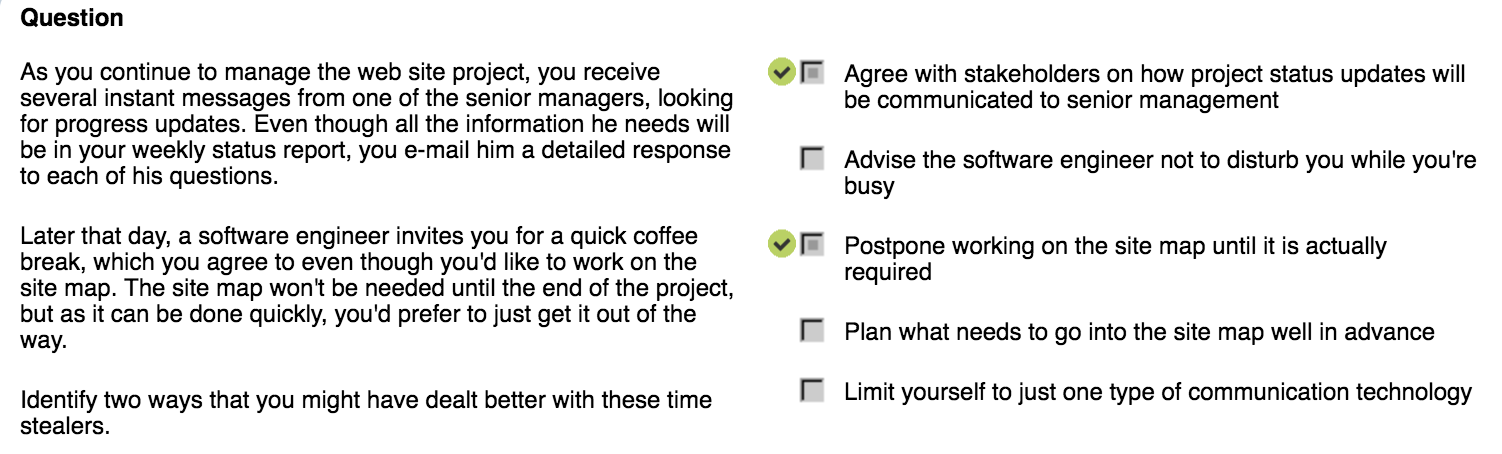 Question
As you continue to manage the web site project, you receive
several instant messages from one of the senior managers, looking
for progress updates. Even though all the information he needs will
be in your weekly status report, you e-mail him a detailed response
to each of his questions.
Later that day, a software engineer invites you for a quick coffee
break, which you agree to even though you'd like to work on the
site map. The site map won't be needed until the end of the project,
but as it can be done quickly, you'd prefer to just get it out of the
way.
Identify two ways that you might have dealt better with these time
stealers.
Agree with stakeholders on how project status updates will
be communicated to senior management
Advise the software engineer not to disturb you while you're
busy
Postpone working on the site map until it is actually
required
Plan what needs to go into the site map well in advance
Limit yourself to just one type of communication technology